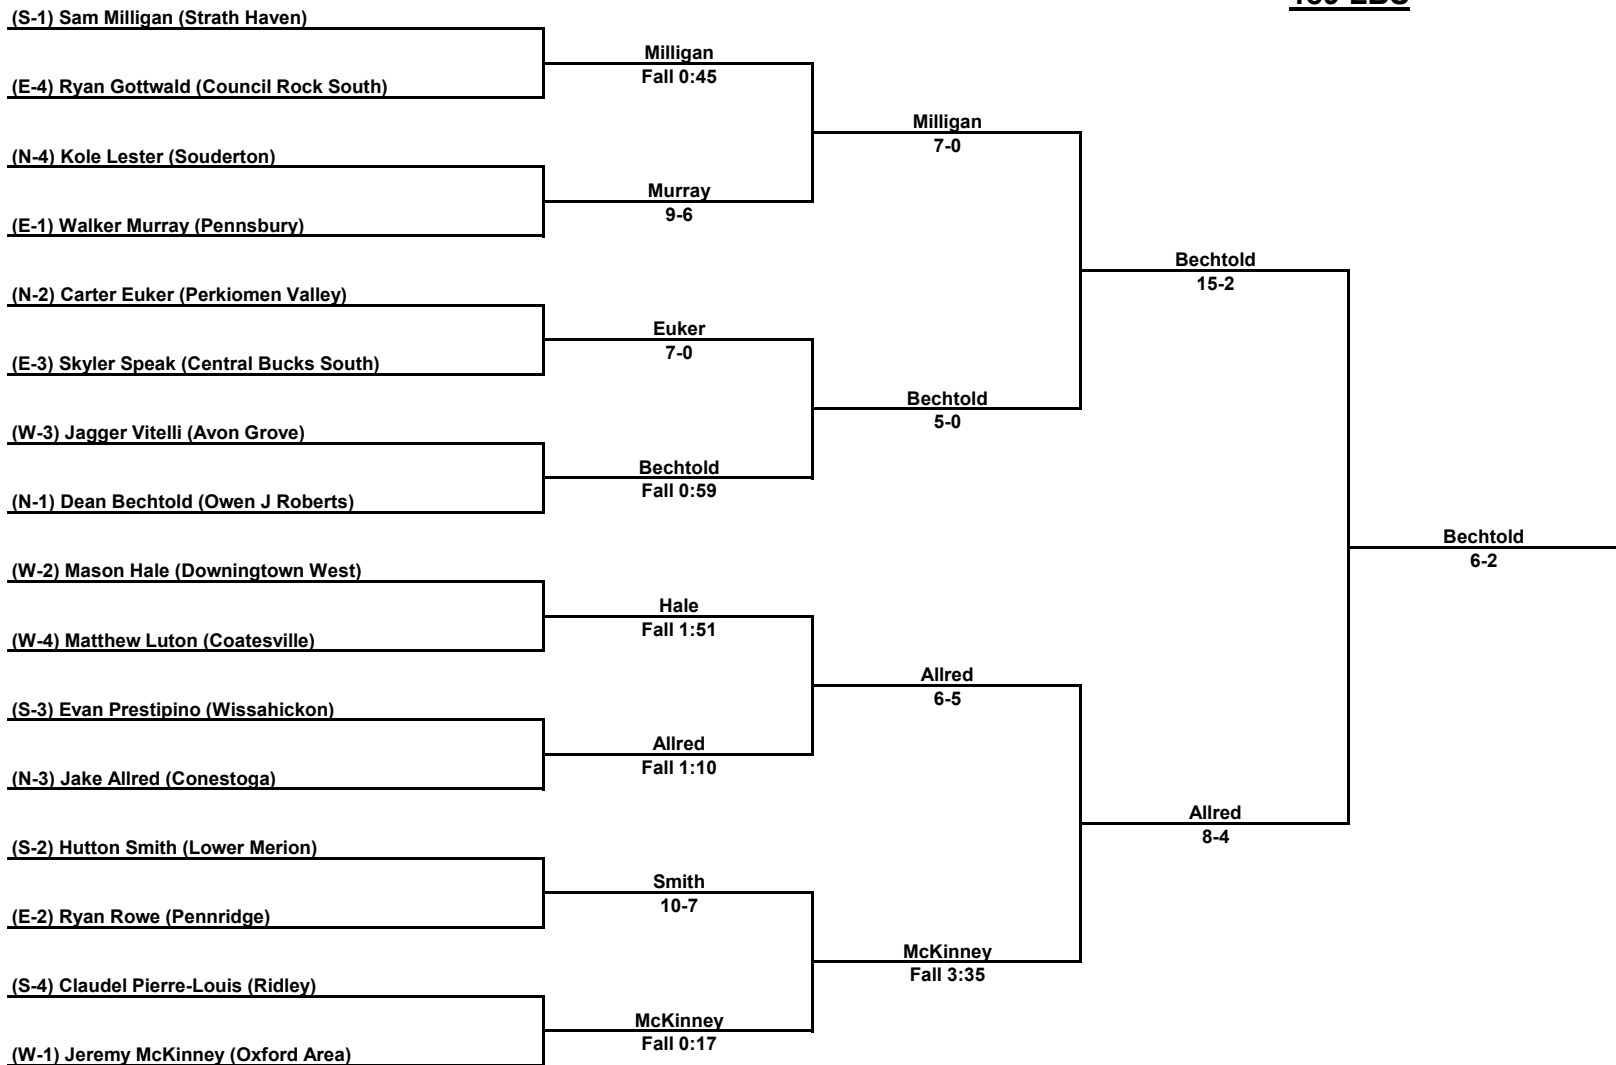 (S-1) Sam Milligan (Strath Haven)
(E-4) Ryan Gottwald (Council Rock South)
(N-4) Kole Lester (Souderton)
(E-1) Walker Murray (Pennsbury)
(N-2) Carter Euker (Perkiomen Valley)
(E-3) Skyler Speak (Central Bucks South)
(W-3) Jagger Vitelli (Avon Grove)
(N-1) Dean Bechtold (Owen J Roberts)
(W-2) Mason Hale (Downingtown West)
(W-4) Matthew Luton (Coatesville)
(S-3) Evan Prestipino (Wissahickon)
(N-3) Jake Allred (Conestoga)
(S-2) Hutton Smith (Lower Merion)
(E-2) Ryan Rowe (Pennridge)
(S-4) Claudel Pierre-Louis (Ridley)
(W-1) Jeremy McKinney (Oxford Area)
Milligan
Fall 0:45
Murray
9-6
Euker
7-0
Bechtold
Fall 0:59
Hale
Fall 1:51
Allred
Fall 1:10
Smith
10-7
McKinney
Fall 0:17
Milligan
7-0
Bechtold
5-0
Allred
6-5
McKinney
Fall 3:35
Bechtold
15-2
Allred
8-4
Bechtold
6-2